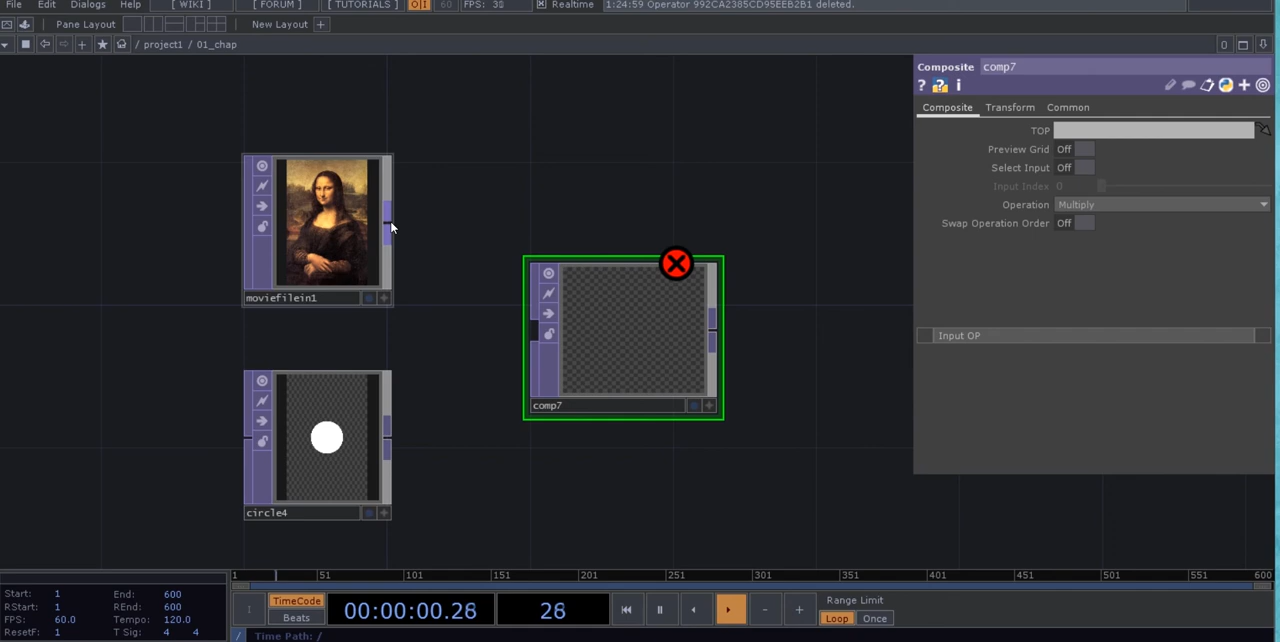 File Edit Dialogs Help [ WIKI ] [ FORUM ] [ TUTORIALS ] O|I 60 FPS: 38 Realtime 1:24:59 Operator 992CA2385CD95EEB2B1 deleted.
Pane Layout New Layout +
/ project1 / 01_chap 0
Composite comp7
? ? i
Composite Transform Common
TOP
Preview Grid Off
Select Input Off
Input Index 0
Operation Multiply
Swap Operation Order Off
Input OP
moviefilein1
comp7
circle4
1 51 101 151 201 251 301 351 401 451 501 551 600
Start: 1 End: 600
RStart: 1 REnd: 600
FPS: 60.0 Tempo: 120.0
ResetF: 1 T Sig: 4 4
TimeCode
Beats
00:00:00.28 28
Range Limit
Loop Once
/ Time Path: /